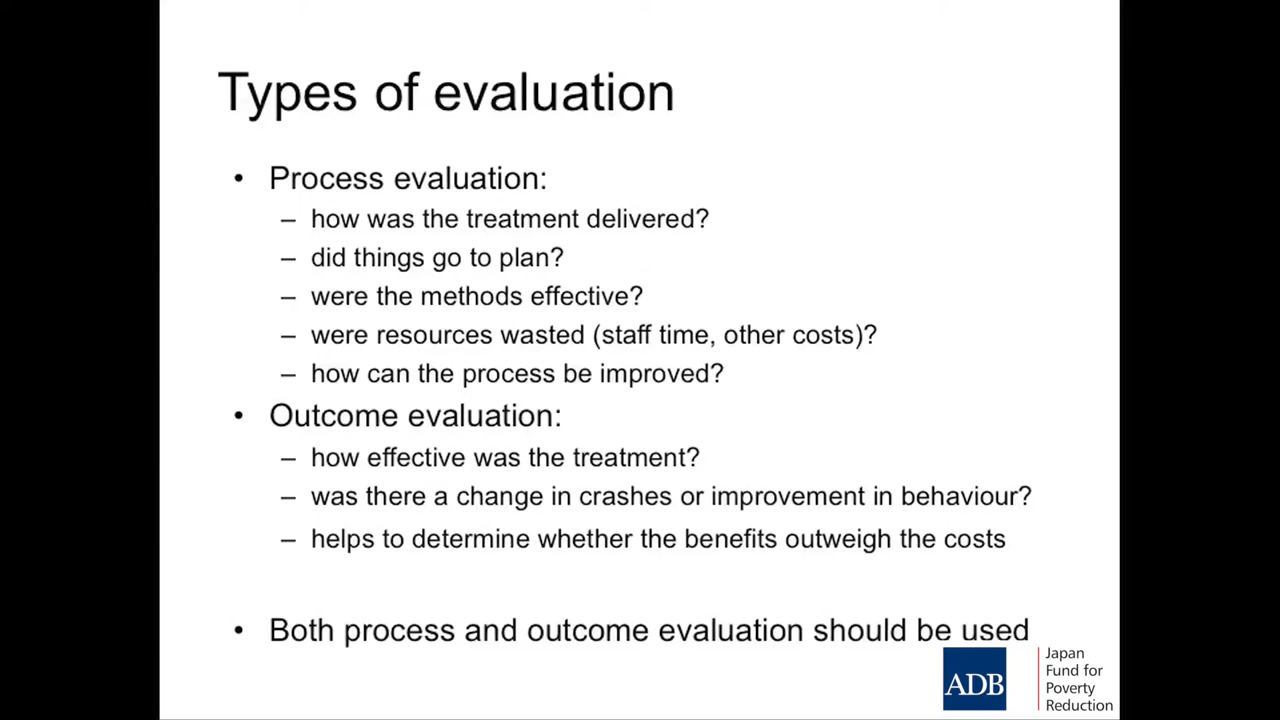 Types of evaluation
• Process evaluation:
– how was the treatment delivered?
– did things go to plan?
– were the methods effective?
– were resources wasted (staff time, other costs)?
– how can the process be improved?
• Outcome evaluation:
– how effective was the treatment?
– was there a change in crashes or improvement in behaviour?
– helps to determine whether the benefits outweigh the costs
• Both process and outcome evaluation should be used
ADB
Japan
Fund for
Poverty
Reduction